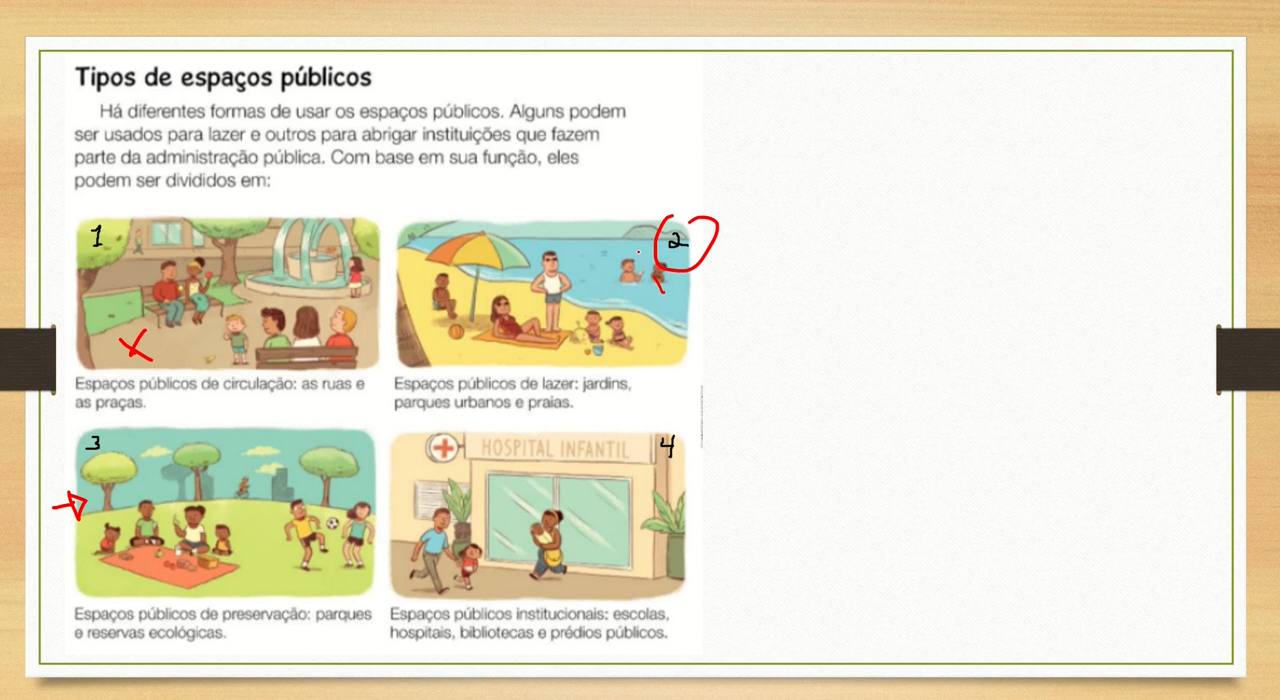 Tipos de espaços públicos
Há diferentes formas de usar os espaços públicos. Alguns podem
ser usados para lazer e outros para abrigar instituições que fazem
parte da administração pública. Com base em sua função, eles
podem ser divididos em:
1
2
Espaços públicos de circulação: as ruas e
as praças.
Espaços públicos de lazer: jardins,
parques urbanos e praias.
3
4
HOSPITAL INFANTIL
Espaços públicos de preservação: parques
e reservas ecológicas.
Espaços públicos institucionais: escolas,
hospitais, bibliotecas e prédios públicos.